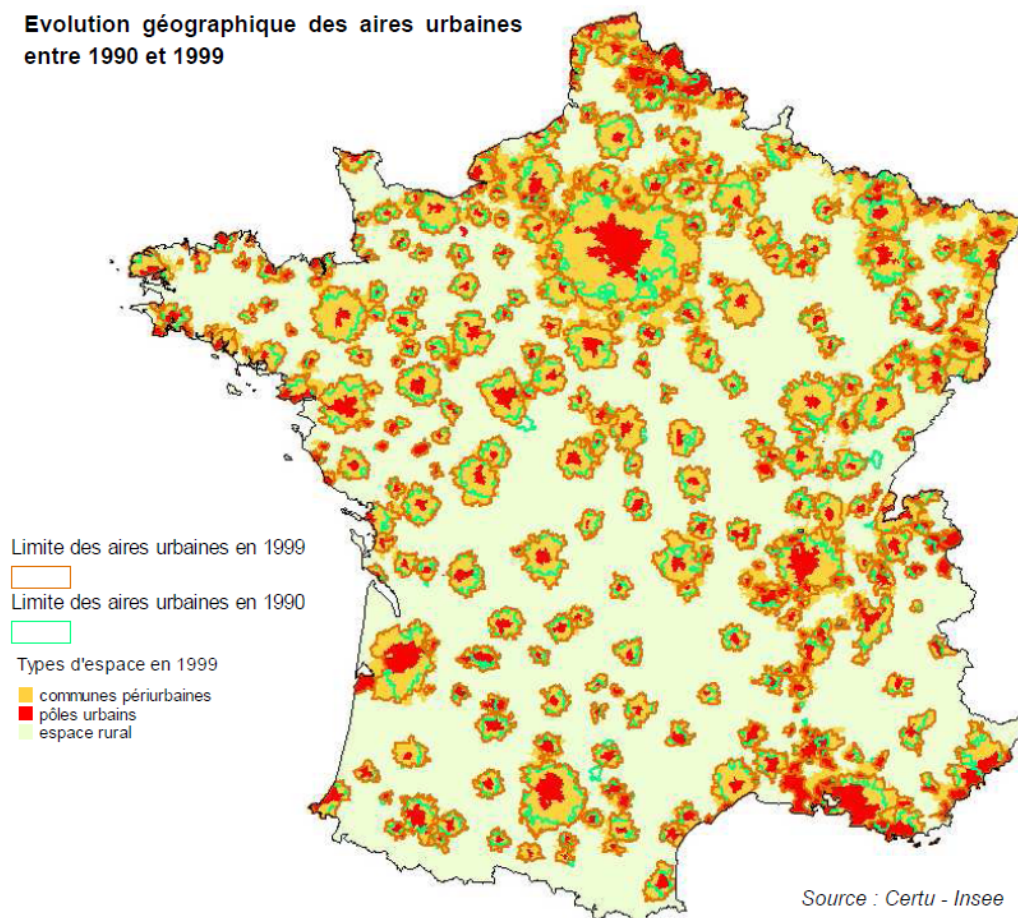 Evolution géographique des aires urbaines
entre 1990 et 1999
Limite des aires urbaines en 1999
Limite des aires urbaines en 1990
Types d'espace en 1999
communes périurbaines
pôles urbains
espace rural
Source : Certu - Insee